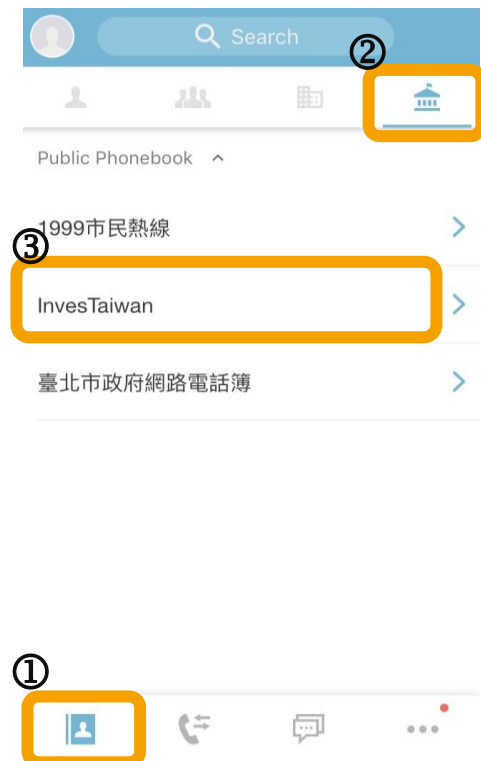 Search
②
Public Phonebook
1999市民熱線
③
InvesTaiwan
臺北市政府網路電話簿
①